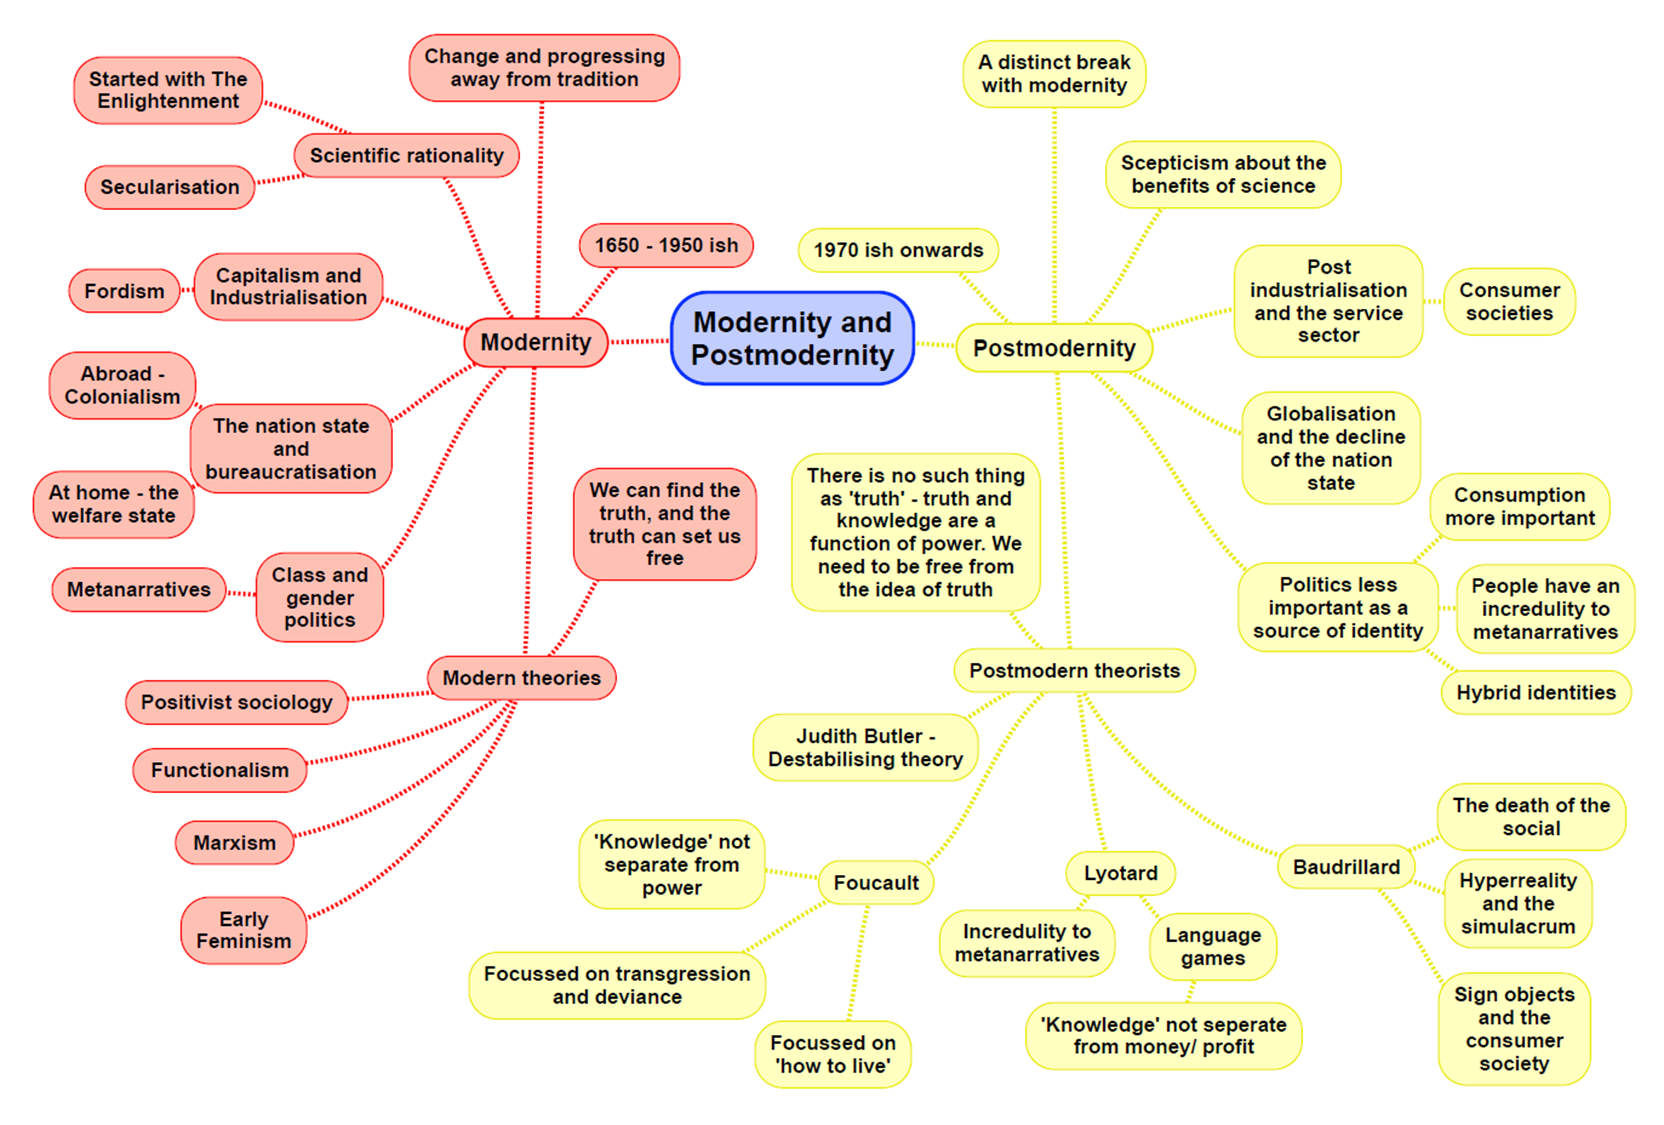 Change and progressing
away from tradition
Started with The
Enlightenment
Scientific rationality
Secularisation
1650 - 1950 ish
Capitalism and
Industrialisation
Fordism
Modernity
Abroad -
Colonialism
The nation state
and
bureaucratisation
At home - the
welfare state
Class and
gender
politics
Metanarratives
We can find the
truth, and the
truth can set us
free
Modern theories
Positivist sociology
Functionalism
Marxism
Early
Feminism
Modernity and
Postmodernity
A distinct break
with modernity
Scepticism about the
benefits of science
1970 ish onwards
Post
industrialisation
and the service
sector
Consumer
societies
Postmodernity
Globalisation
and the decline
of the nation
state
Consumption
more important
Politics less
important as a
source of identity
People have an
incredulity to
metanarratives
Hybrid identities
There is no such thing
as 'truth' - truth and
knowledge are a
function of power. We
need to be free from
the idea of truth
Postmodern theorists
Judith Butler -
Destabilising theory
'Knowledge' not
separate from
power
Foucault
Focussed on transgression
and deviance
Focussed on
'how to live'
Lyotard
Incredulity to
metanarratives
Language
games
'Knowledge' not seperate
from money/ profit
Baudrillard
The death of the
social
Hyperreality
and the
simulacrum
Sign objects
and the
consumer
society